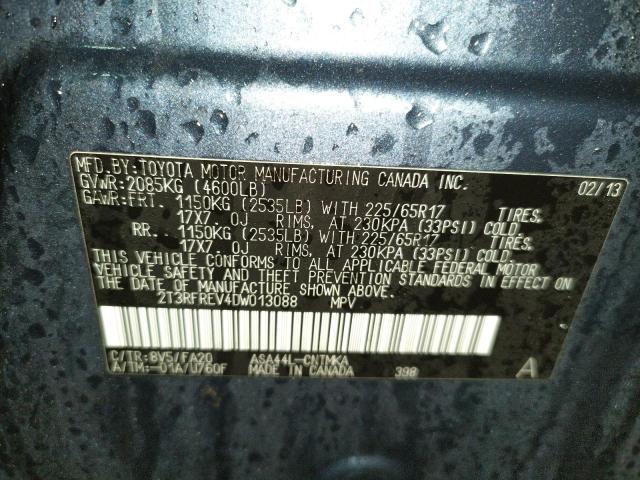 MFD.BY:TOYOTA MOTOR MANUFACTURING CANADA INC. 02/13
GVWR:2085KG (4600LB)
GAWR:FRT. 1150KG (2535LB) WITH 225/65R17 TIRES,
17X7 OJ RIMS, AT 230KPA (33PSI) COLD.
RR. 1150KG (2535LB) WITH 225/65R17 TIRES,
17X7 OJ RIMS, AT 230KPA (33PSI) COLD.
THIS VEHICLE CONFORMS TO ALL APPLICABLE FEDERAL MOTOR
VEHICLE SAFETY AND THEFT PREVENTION STANDARDS IN EFFECT ON
THE DATE OF MANUFACTURE SHOWN ABOVE.
2T3RFREV4DW013088 MPV
C/TR:8V5/FA20 ASA44L-CNTMKA
A/TM:-01A/U760F MADE IN CANADA 398 A